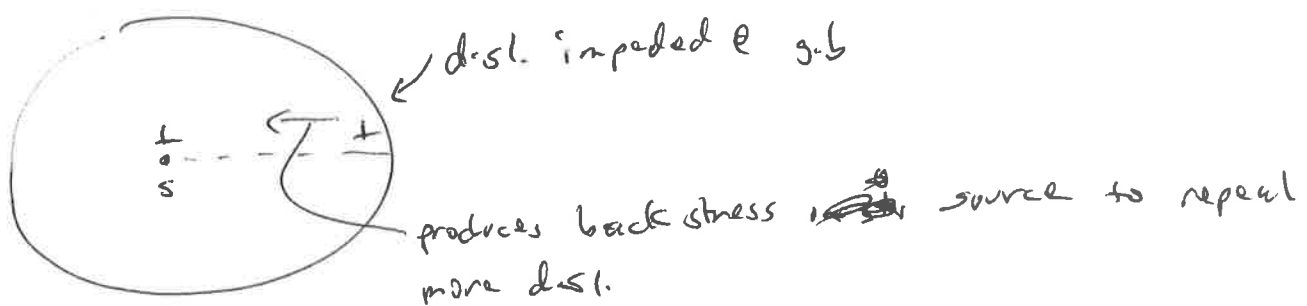 disl. impeded @ g.b
⊥
⊥
S
produces back stress source to repeal
more disl.